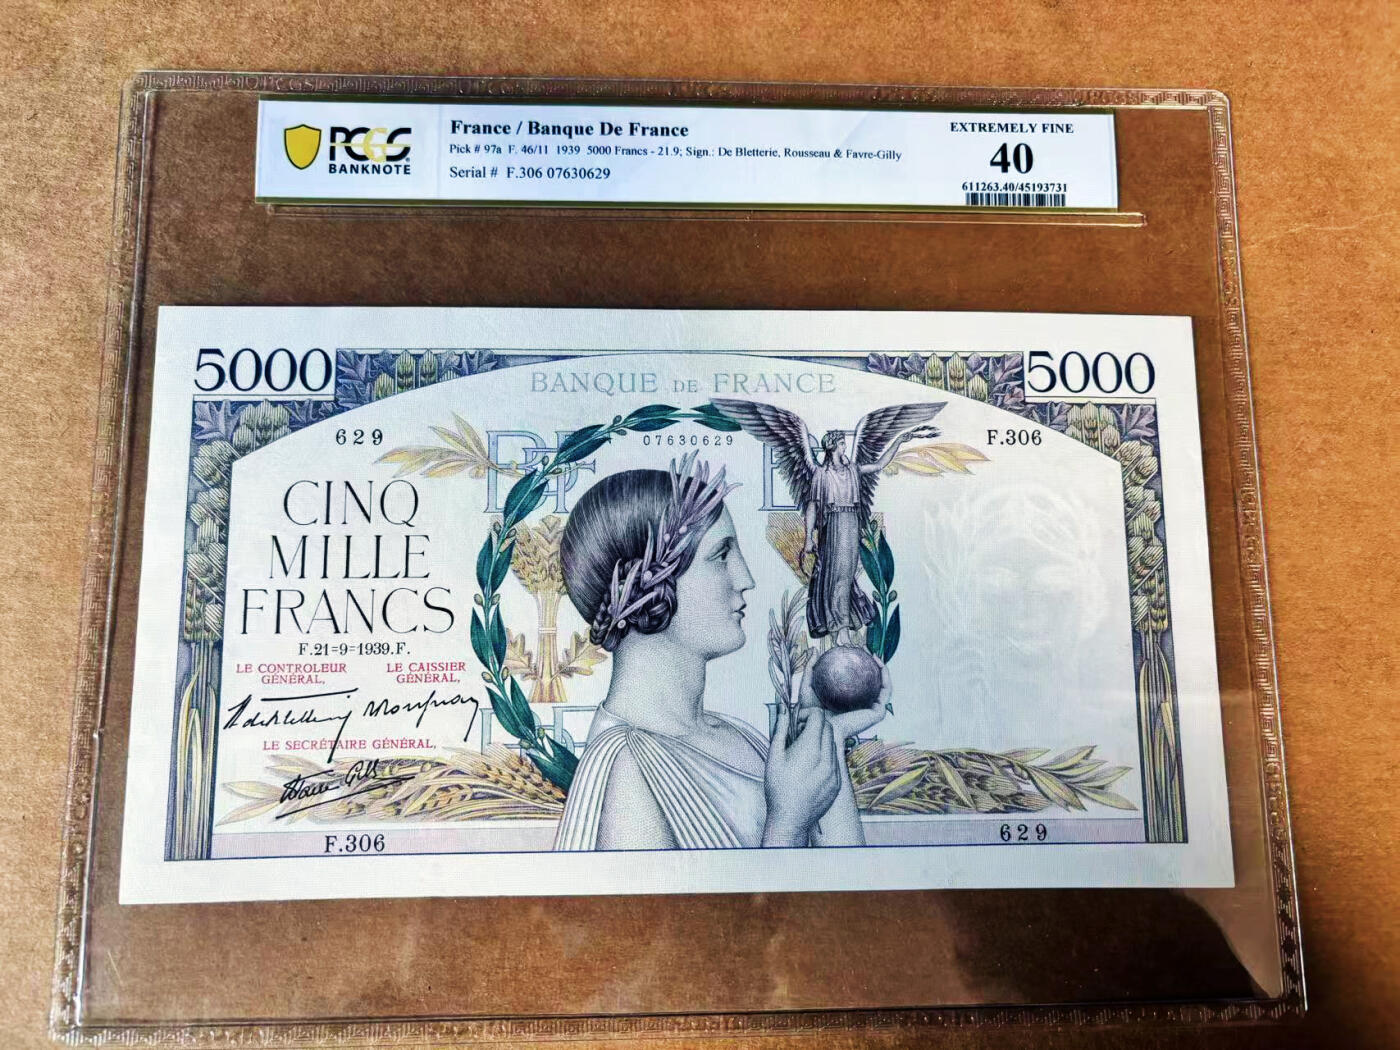 PCGS
BANKNOTE
France / Banque De France
Pick # 97a F. 46/11 1939 5000 Francs - 21.9; Sign.: De Bletterie, Rousseau & Favre-Gilly
Serial # F.306 07630629
EXTREMELY FINE
40
611263.40/45193731
5000
BANQUE DE FRANCE
5000
629
07630629
F.306
CINQ
MILLE
FRANCS
F.21=9=1939.F.
LE CONTROLEUR
GÉNÉRAL,
LE CAISSIER
GÉNÉRAL,
LE SECRÉTAIRE GÉNÉRAL,
F.306
629